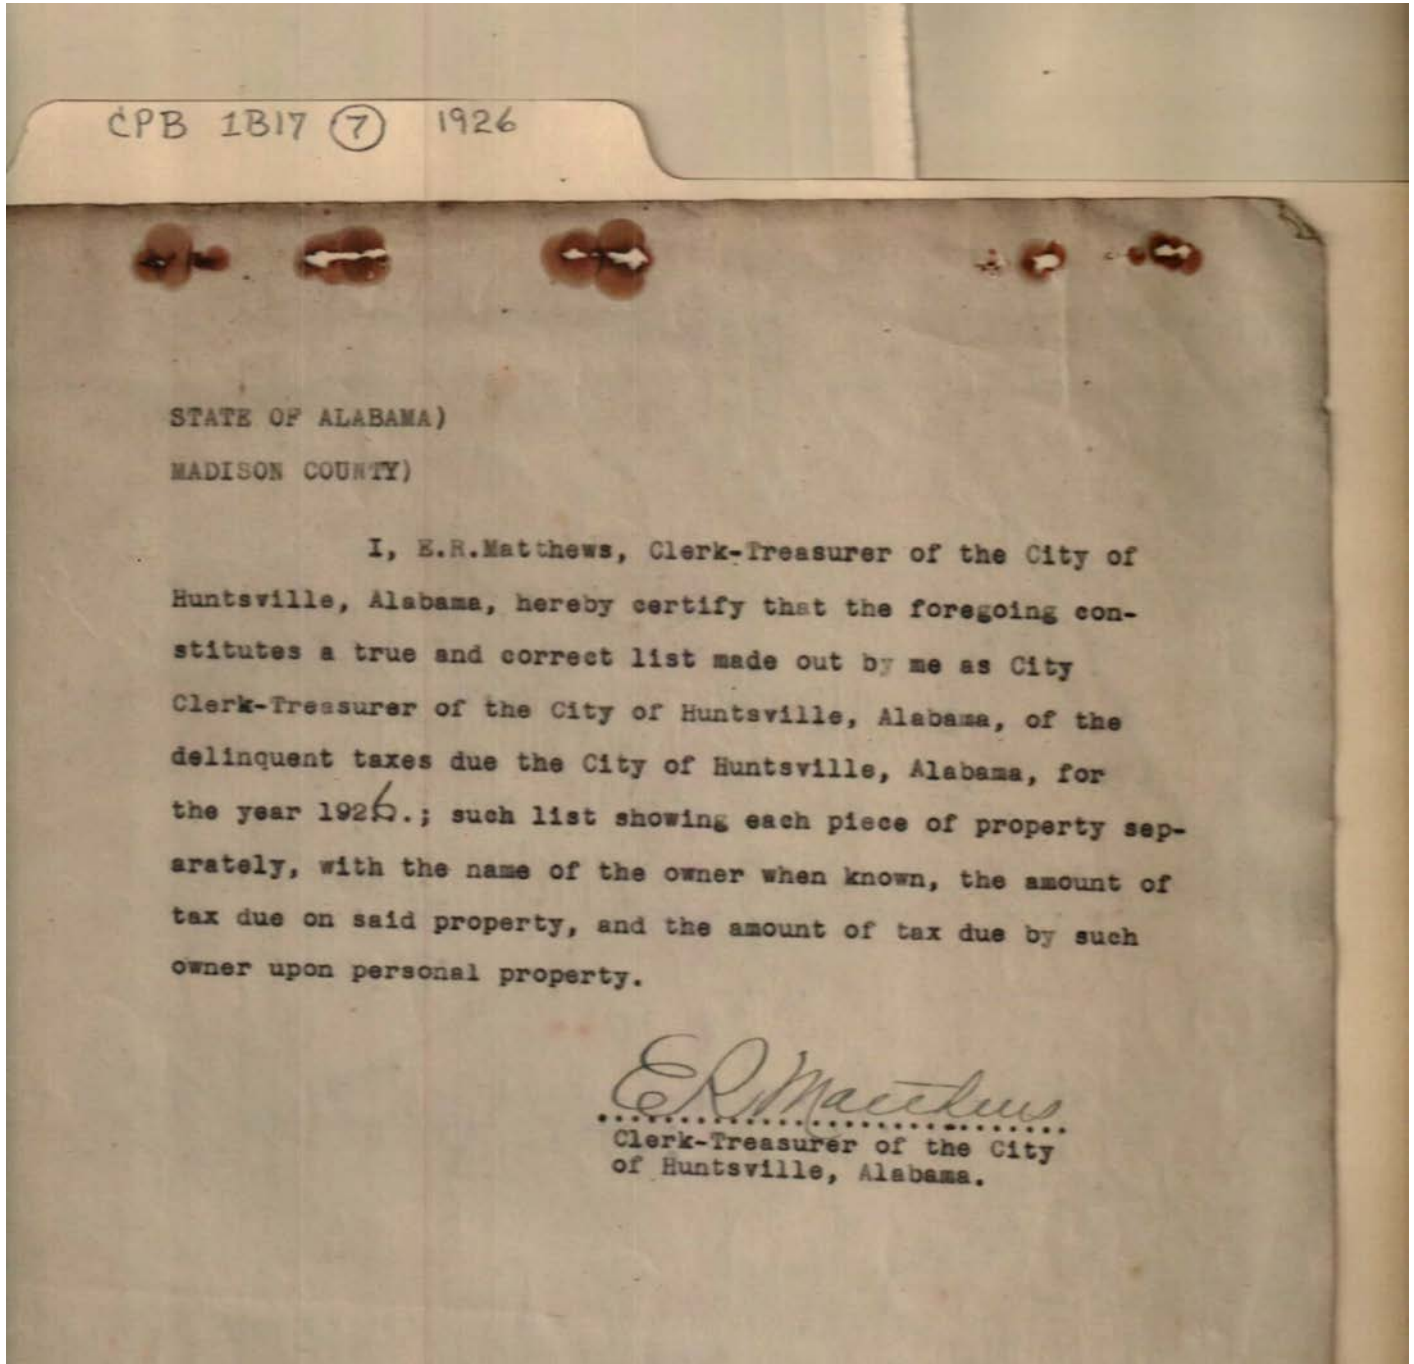 CPB 1B17 7 1926
STATE OF ALABAMA)
MADISON COUNTY)
I, E.R.Matthews, Clerk-Treasurer of the City of
Huntsville, Alabama, hereby certify that the foregoing con-
stitutes a true and correct list made out by me as City
Clerk-Treasurer of the City of Huntsville, Alabama, of the
delinquent taxes due the City of Huntsville, Alabama, for
the year 1926.; such list showing each piece of property sep-
arately, with the name of the owner when known, the amount of
tax due on said property, and the amount of tax due by such
owner upon personal property.
E R Matthews
Clerk-Treasurer of the City
of Huntsville, Alabama.